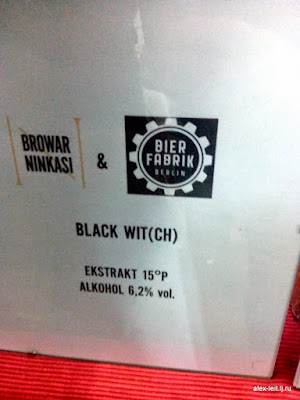 BROWAR
NINKASI
&
BIER
FABRIK
BERLIN
BLACK WIT(CH)
EKSTRAKT 15°P
ALKOHOL 6,2% vol.
alex-leit.lj.ru